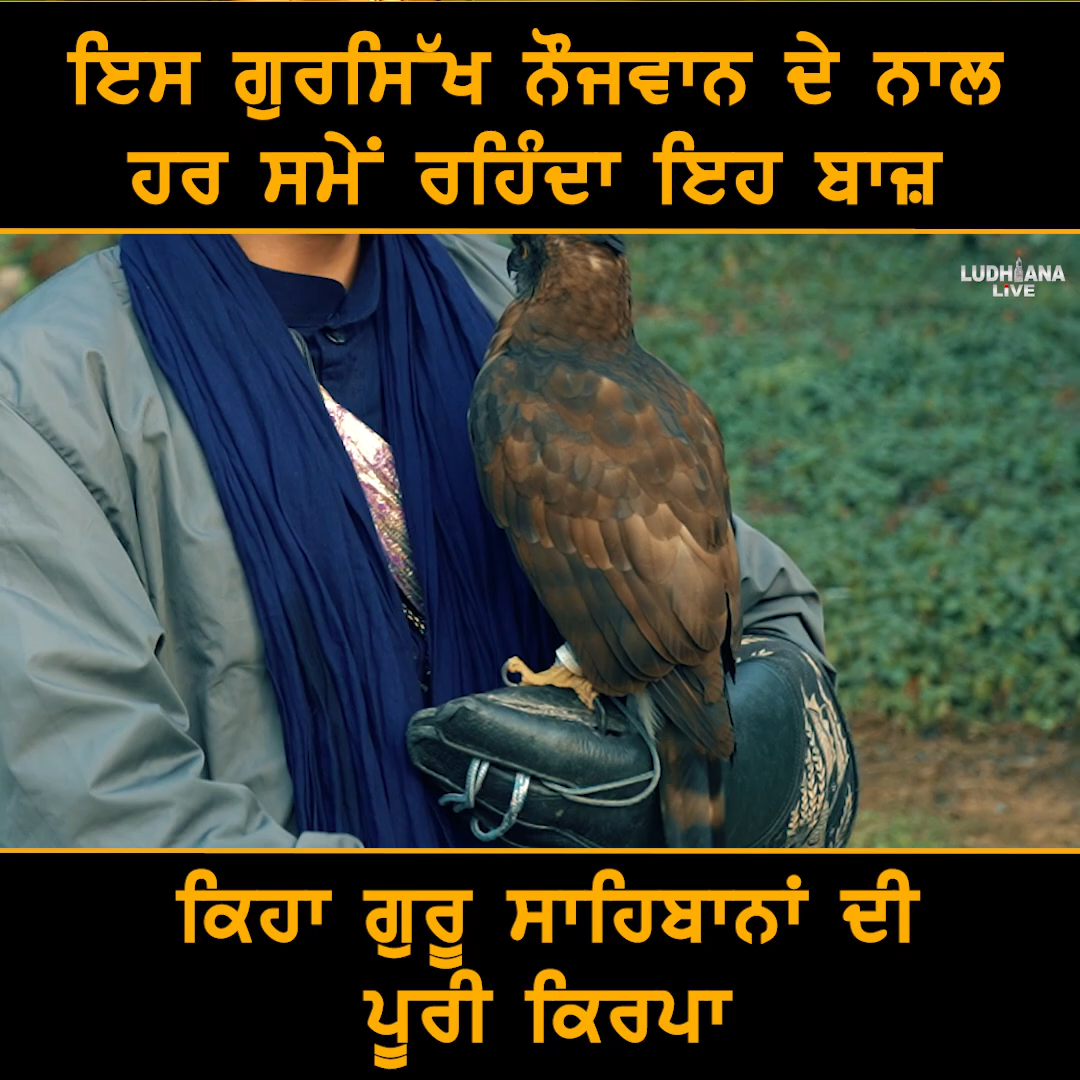 ਇਸ ਗੁਰਸਿੱਖ ਨੌਜਵਾਨ ਦੇ ਨਾਲ
ਹਰ ਸਮੇਂ ਰਹਿੰਦਾ ਇਹ ਬਾਜ਼
LUDHIANA
LIVE
ਕਿਹਾ ਗੁਰੂ ਸਾਹਿਬਾਨਾਂ ਦੀ
ਪੂਰੀ ਕਿਰਪਾ